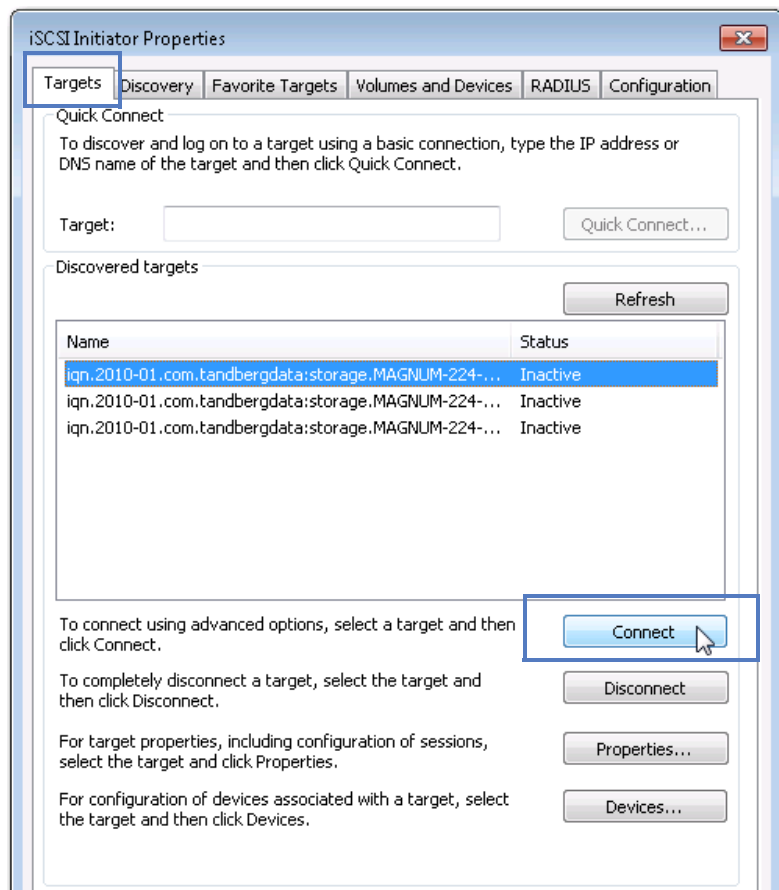 iSCSI Initiator Properties
Targets Discovery Favorite Targets Volumes and Devices RADIUS Configuration
Quick Connect
To discover and log on to a target using a basic connection, type the IP address or
DNS name of the target and then click Quick Connect.
Target: Quick Connect...
Discovered targets
Refresh
Name Status
iqn.2010-01.com.tandbergdata:storage.MAGNUM-224-... Inactive
iqn.2010-01.com.tandbergdata:storage.MAGNUM-224-... Inactive
iqn.2010-01.com.tandbergdata:storage.MAGNUM-224-... Inactive
To connect using advanced options, select a target and then
click Connect.
Connect
To completely disconnect a target, select the target and
then click Disconnect.
Disconnect
For target properties, including configuration of sessions,
select the target and click Properties.
Properties...
For configuration of devices associated with a target, select
the target and then click Devices.
Devices...